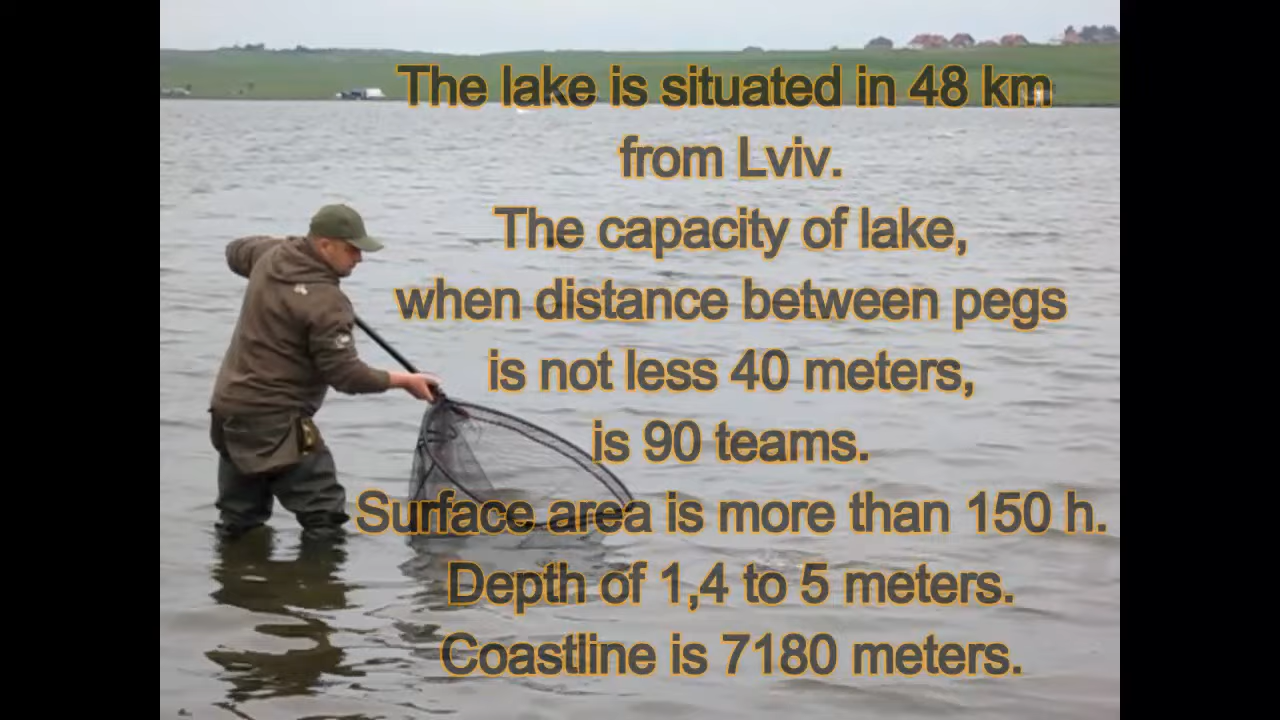 The lake is situated in 48 km
from Lviv.
The capacity of lake,
when distance between pegs
is not less 40 meters,
is 90 teams.
Surface area is more than 150 h.
Depth of 1,4 to 5 meters.
Coastline is 7180 meters.